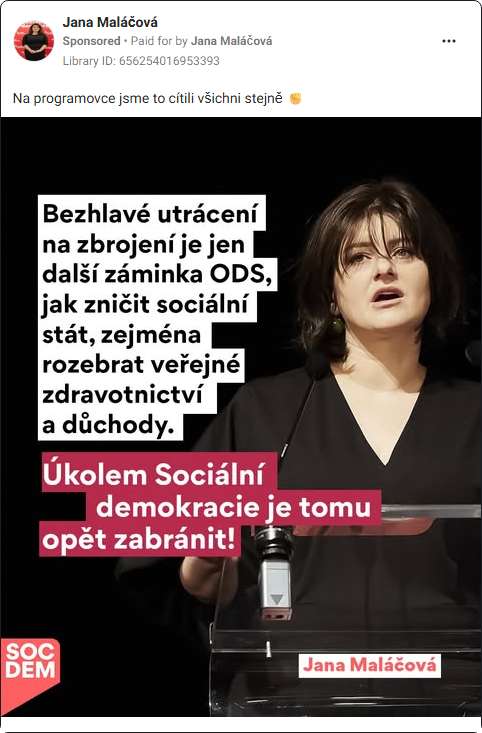 Jana Maláčová
Sponsored • Paid for by Jana Maláčová
Library ID: 656254016953393
Na programovce jsme to cítili všichni stejně ✊
Bezhlavé utrácení
na zbrojení je jen
další záminka ODS,
jak zničit sociální
stát, zejména
rozebrat veřejné
zdravotnictví
a důchody.
Úkolem Sociální
demokracie je tomu
opět zabránit!
SOC
DEM
Jana Maláčová